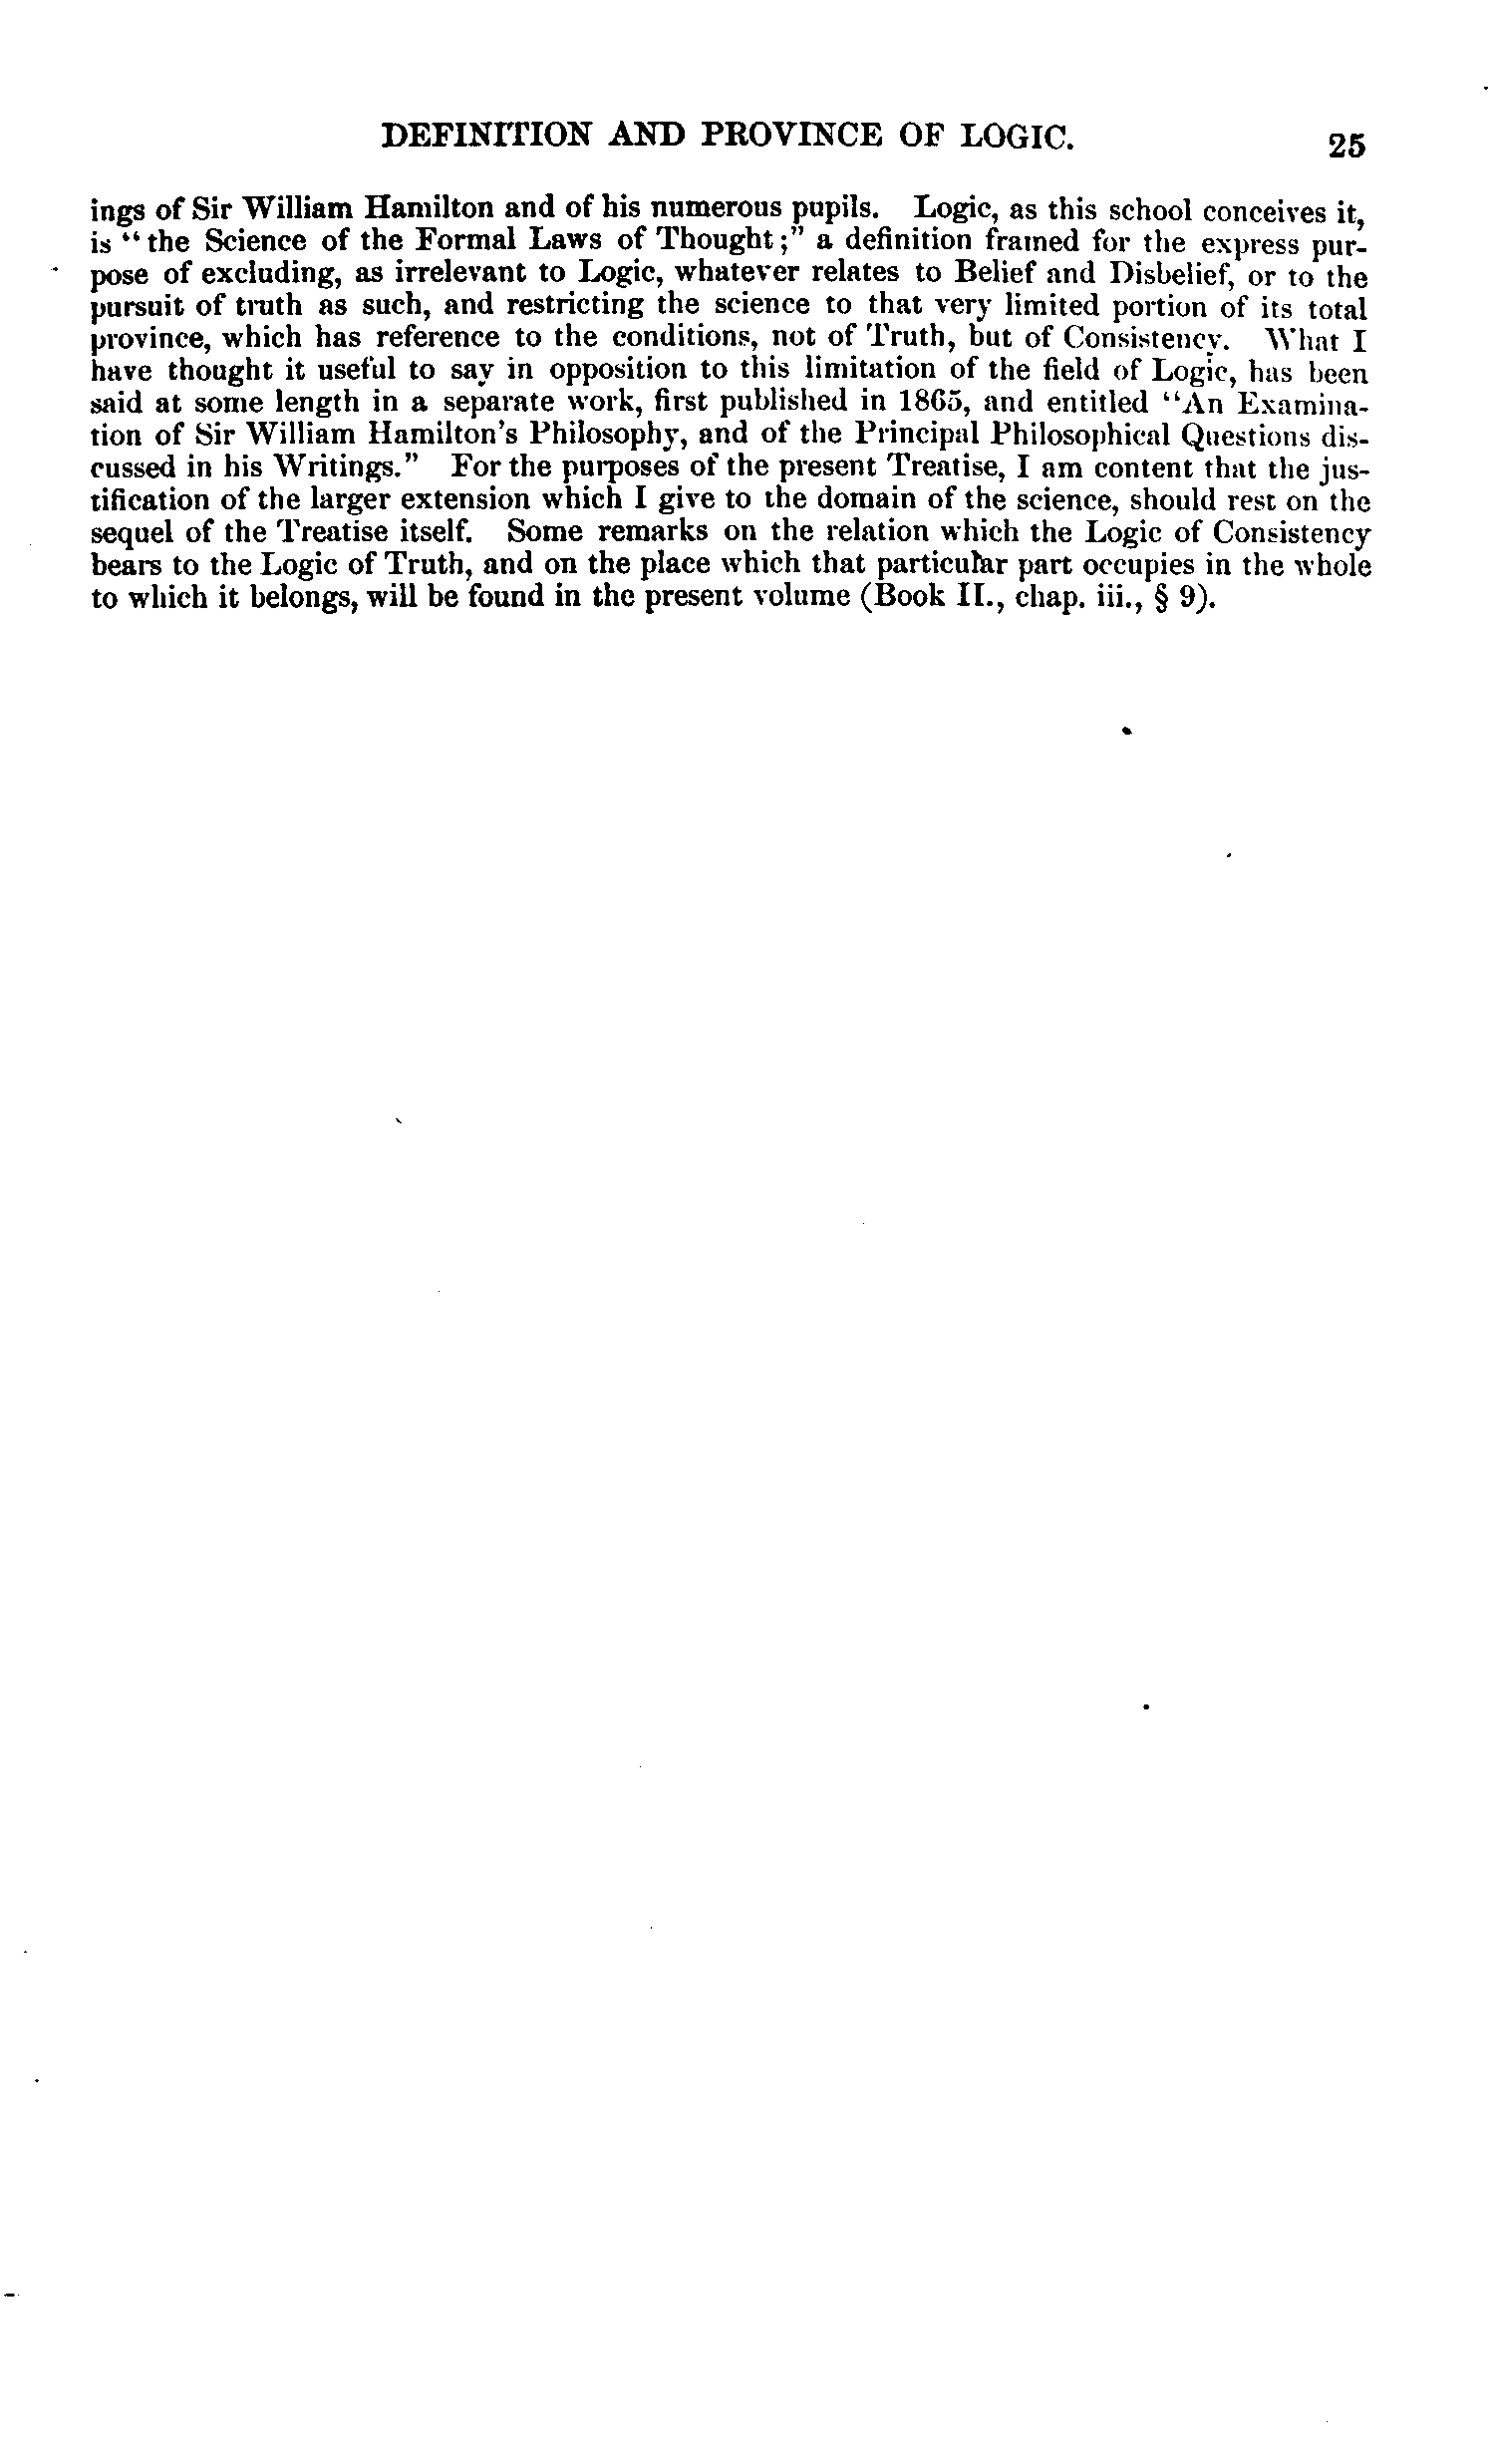 DEFINITION AND PROVINCE OF LOGIC. 25
ings of Sir William Hamilton and of his numerous pupils. Logic, as this school conceives it,
is "the Science of the Formal Laws of Thought;" a definition framed for the express pur-
pose of excluding, as irrelevant to Logic, whatever relates to Belief and Disbelief, or to the
pursuit of truth as such, and restricting the science to that very limited portion of its total
province, which has reference to the conditions, not of Truth, but of Consistency. What I
have thought it useful to say in opposition to this limitation of the field of Logic, has been
said at some length in a separate work, first published in 1865, and entitled "An Examina-
tion of Sir William Hamilton's Philosophy, and of the Principal Philosophical Questions dis-
cussed in his Writings." For the purposes of the present Treatise, I am content that the jus-
tification of the larger extension which I give to the domain of the science, should rest on the
sequel of the Treatise itself. Some remarks on the relation which the Logic of Consistency
bears to the Logic of Truth, and on the place which that particular part occupies in the whole
to which it belongs, will be found in the present volume (Book II., chap. iii., § 9).